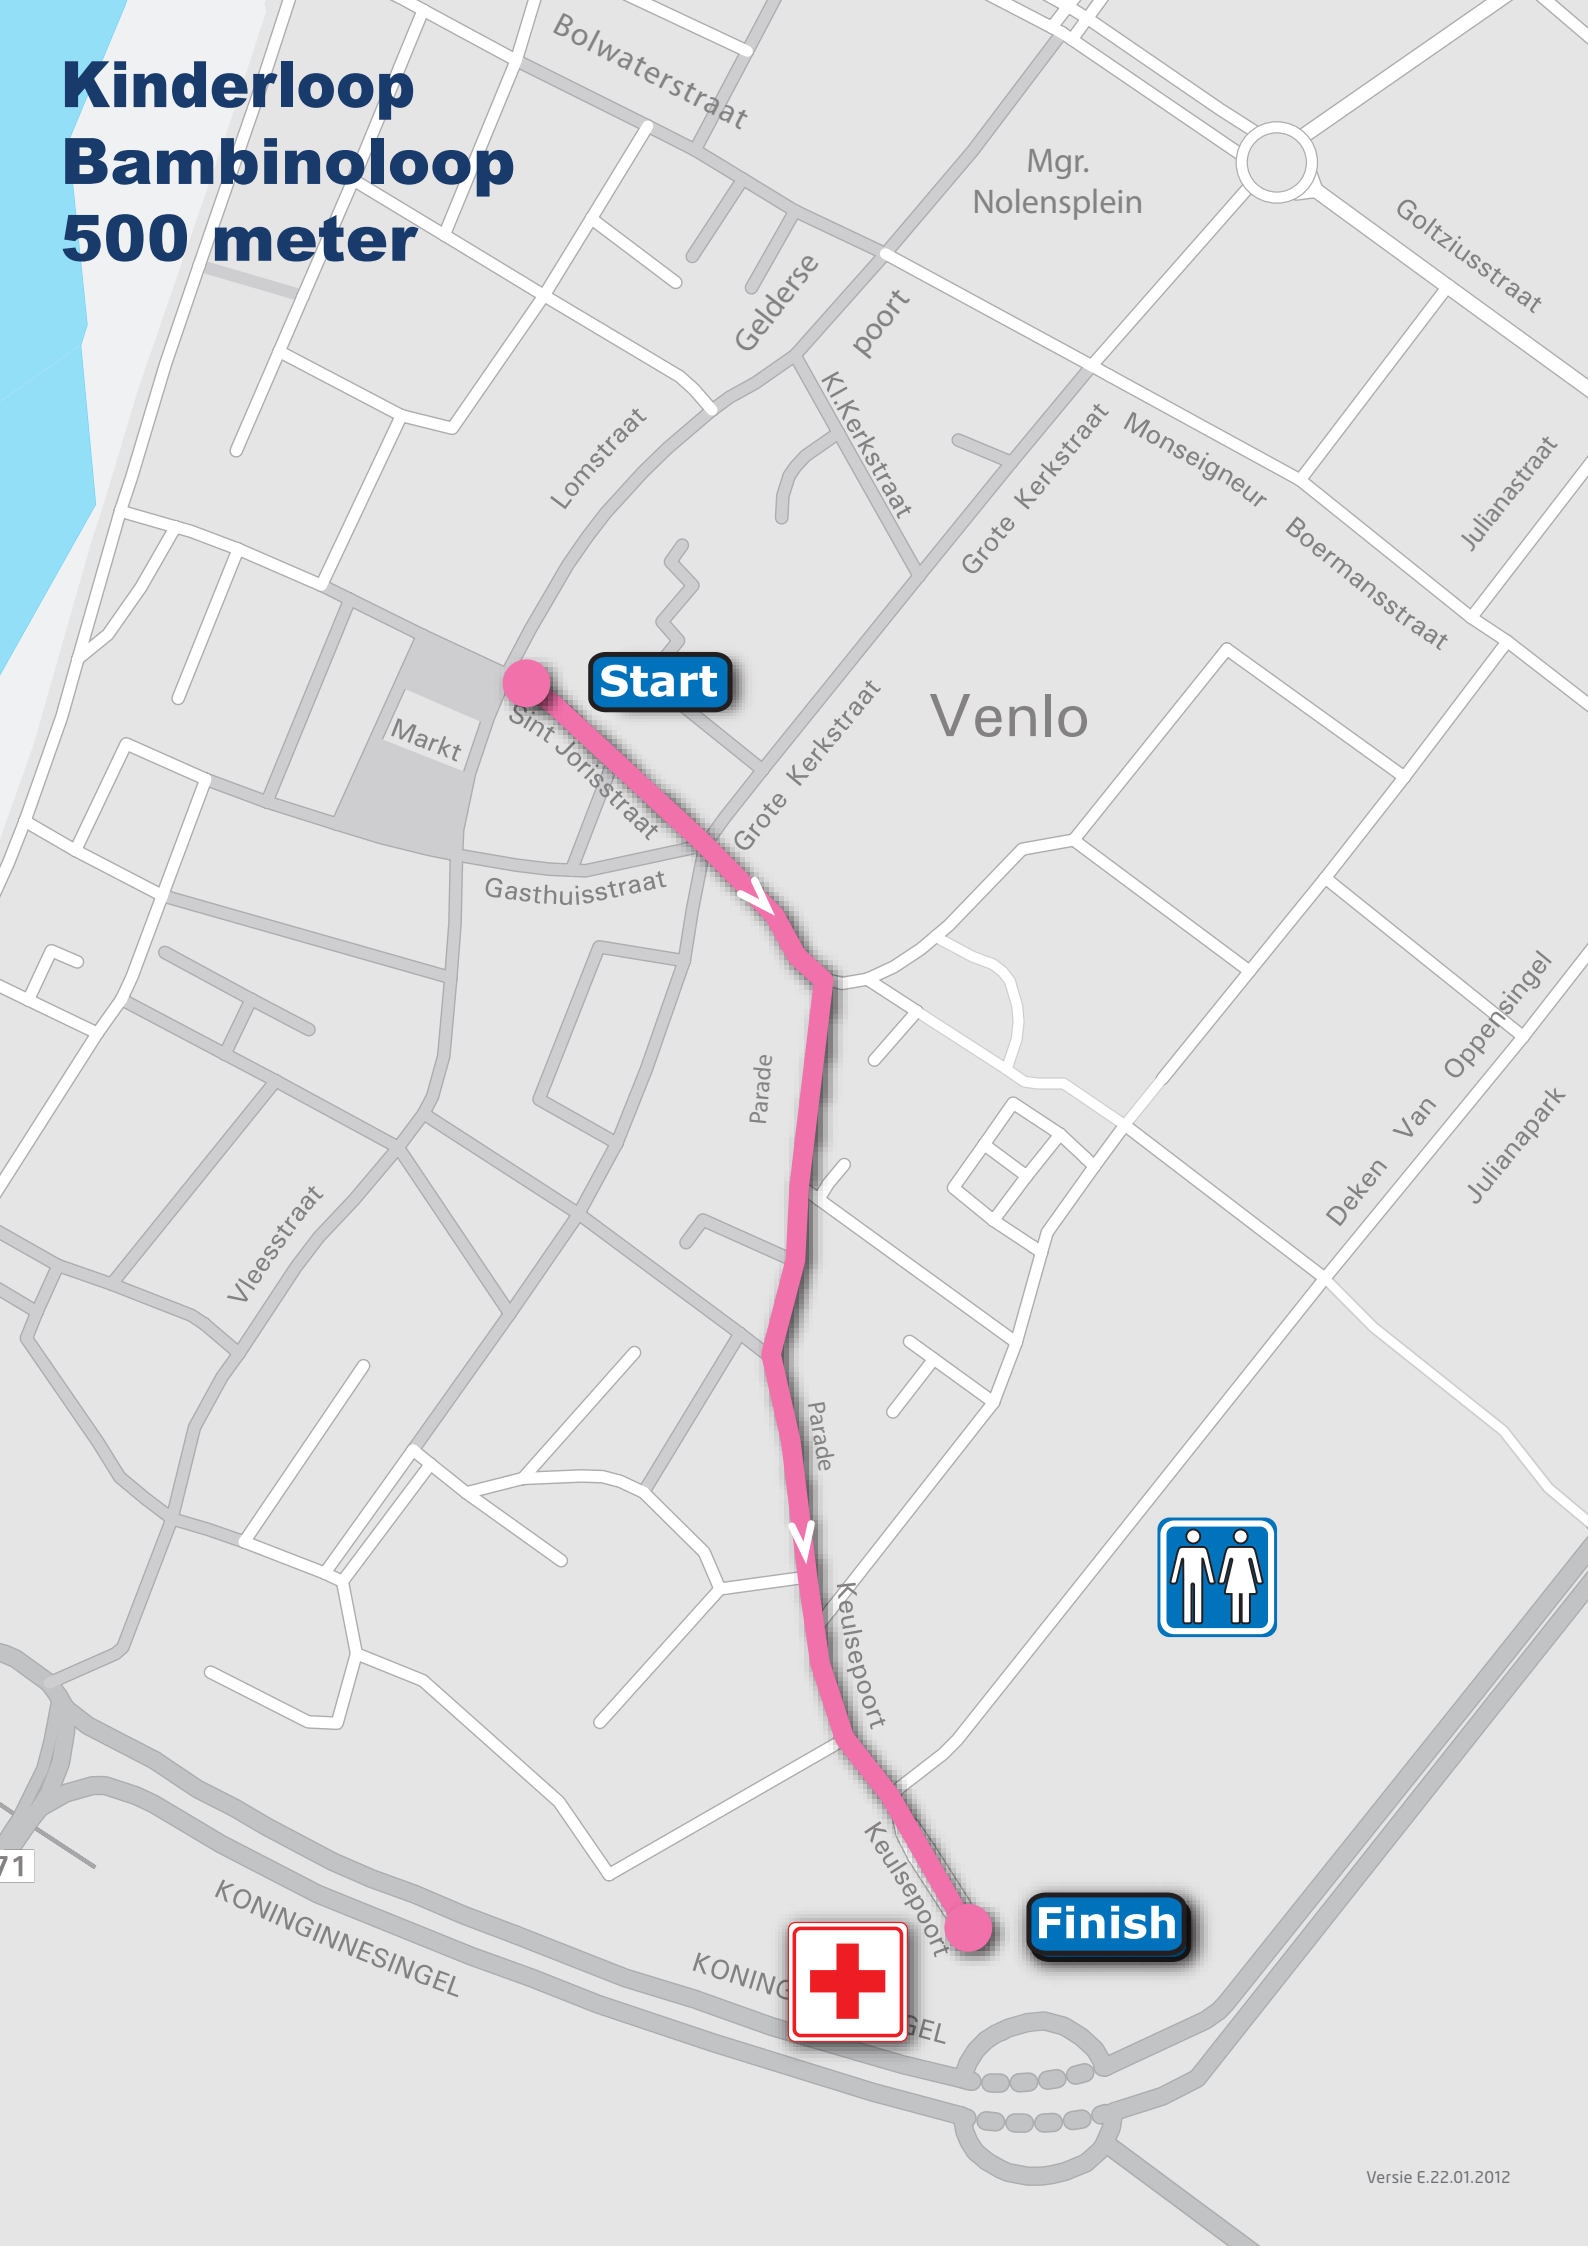 Kinderloop
Bambinoloop
500 meter
Bolwaterstraat
Mgr.
Nolensplein
Goltziusstraat
Gelderse
poort
Kl.Kerkstraat
Lomstraat
Grote Kerkstraat
Monseigneur Boermansstraat
Julianastraat
Start
Markt
Sint Jorisstraat
Grote Kerkstraat
Venlo
Gasthuisstraat
Parade
Deken Van Oppensingel
Julianapark
Vleesstraat
Parade
Keulsepoort
Keulsepoort
Finish
71
KONINGINNESINGEL
KONING
GEL
Versie E.22.01.2012